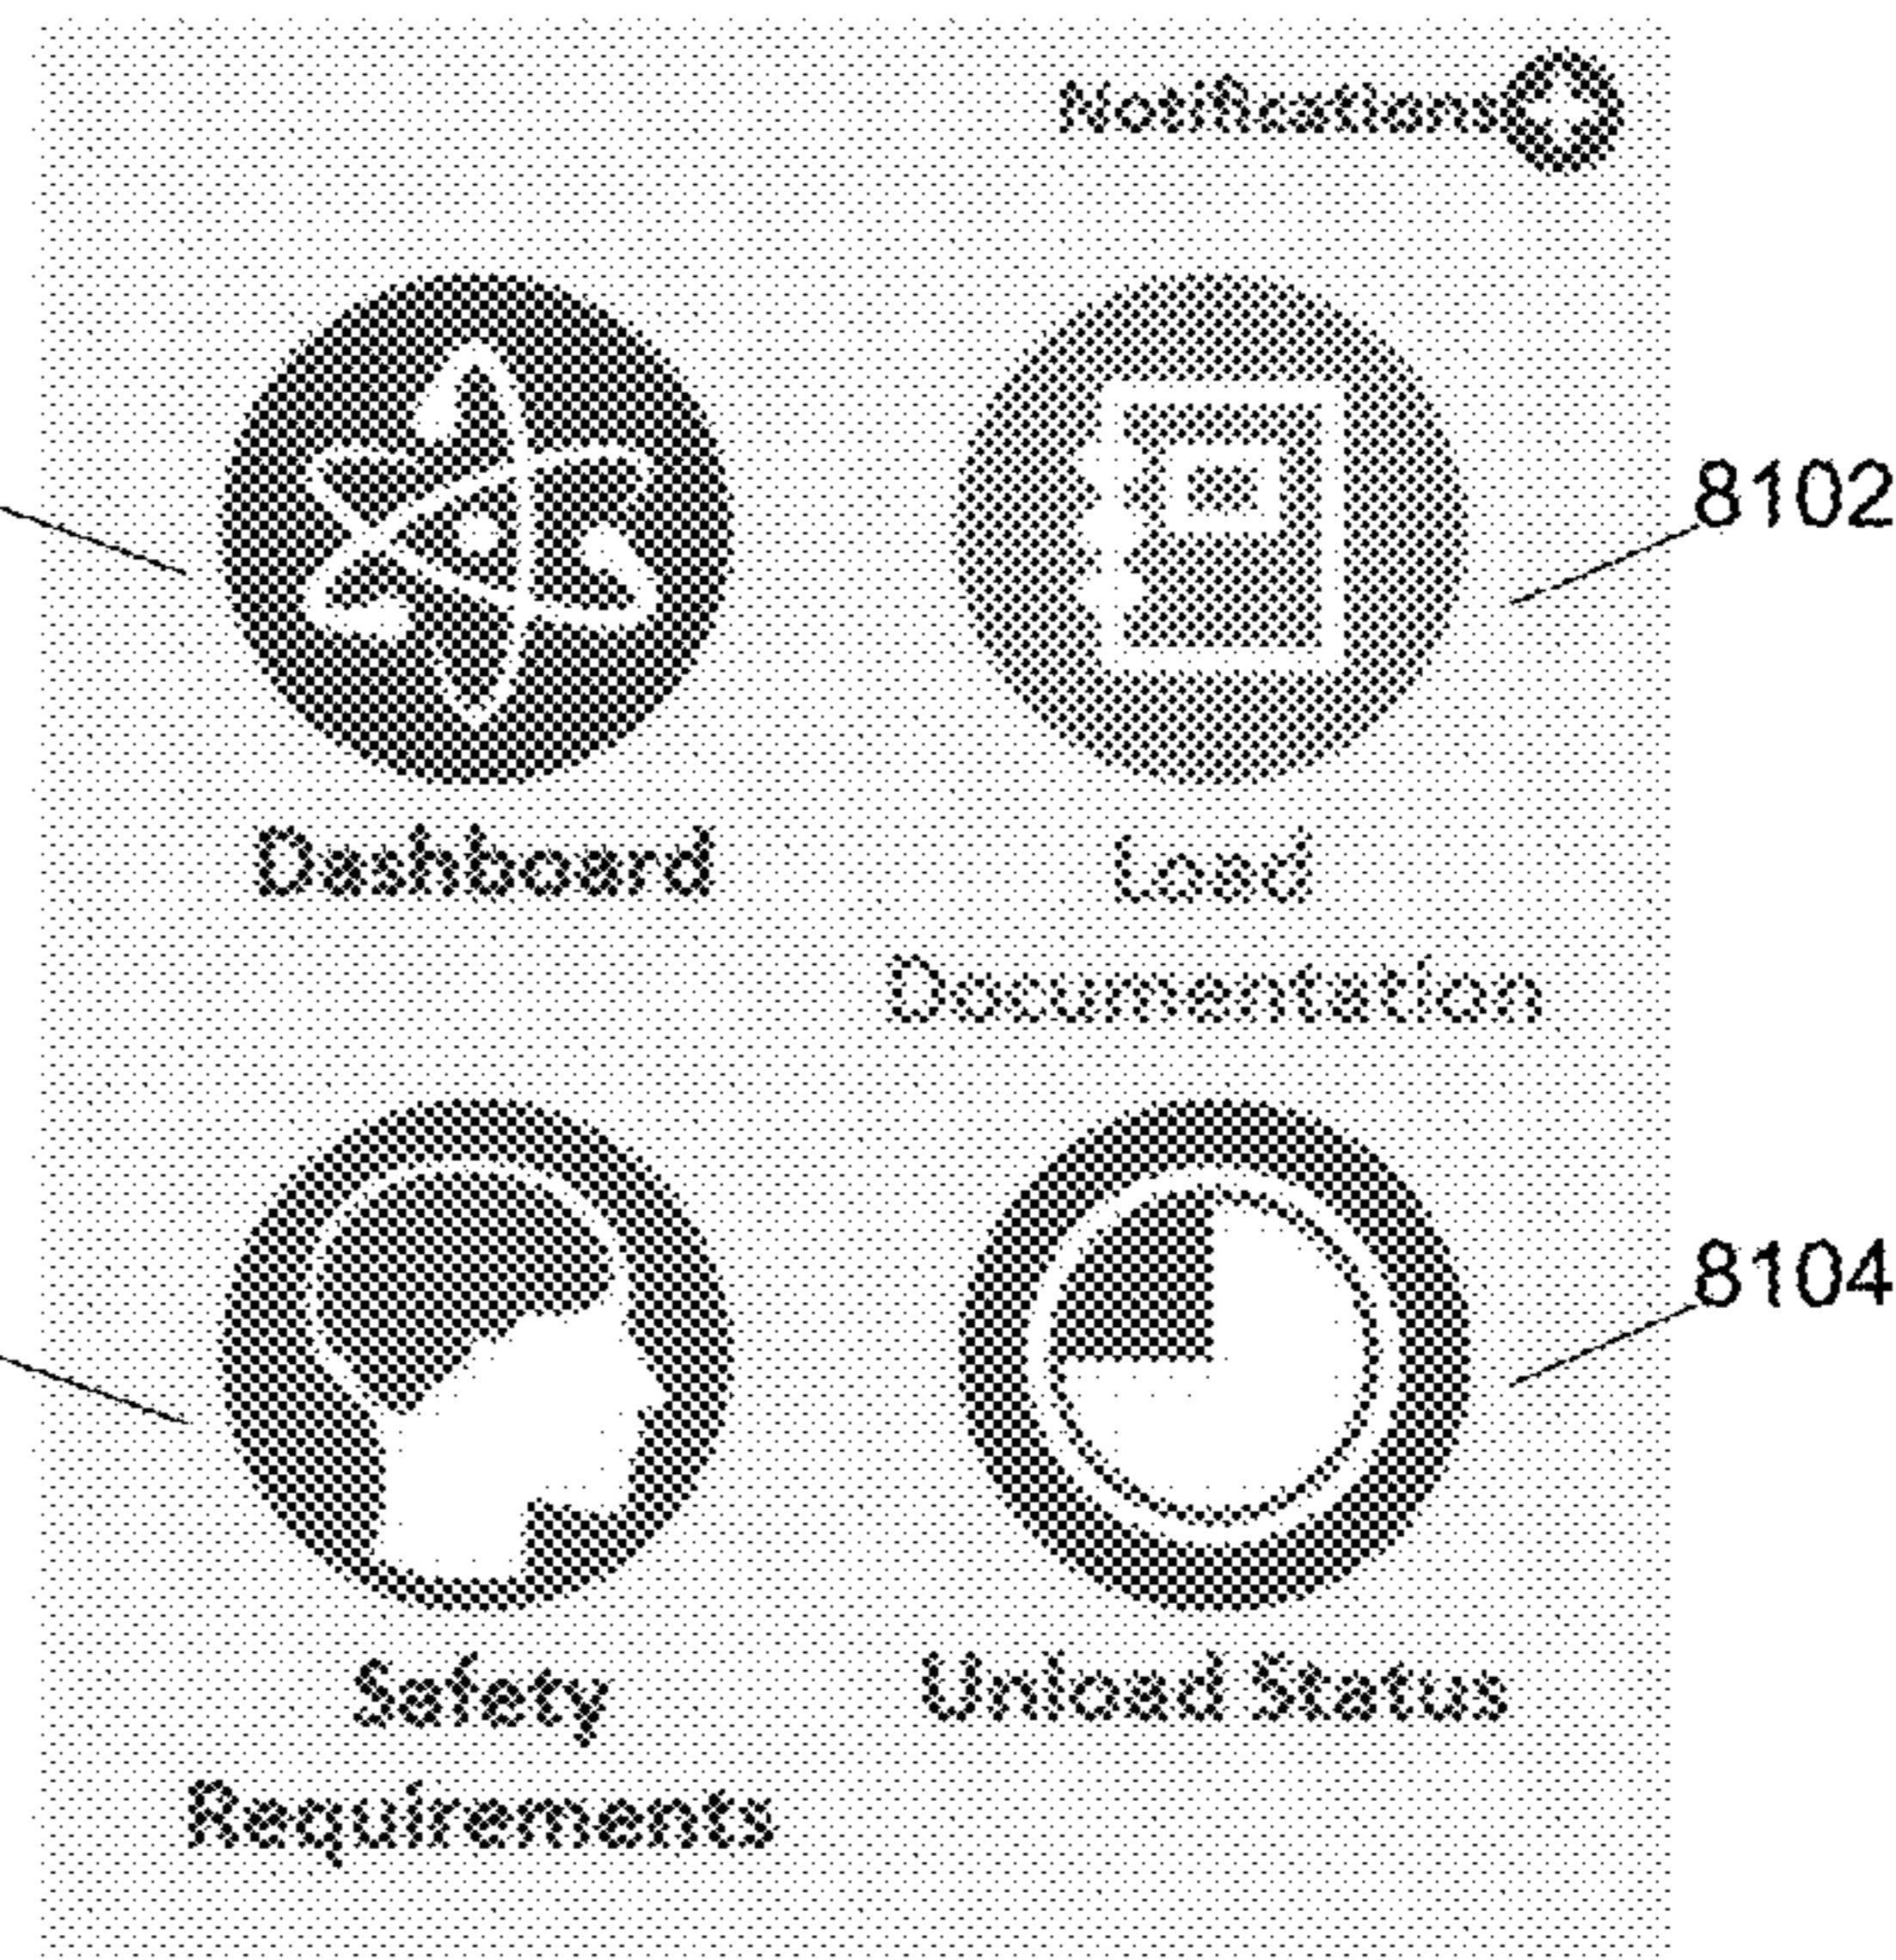 Notifications
8102
Dashboard
Load
Documentation
8104
Safety
Requirements
Unload Status